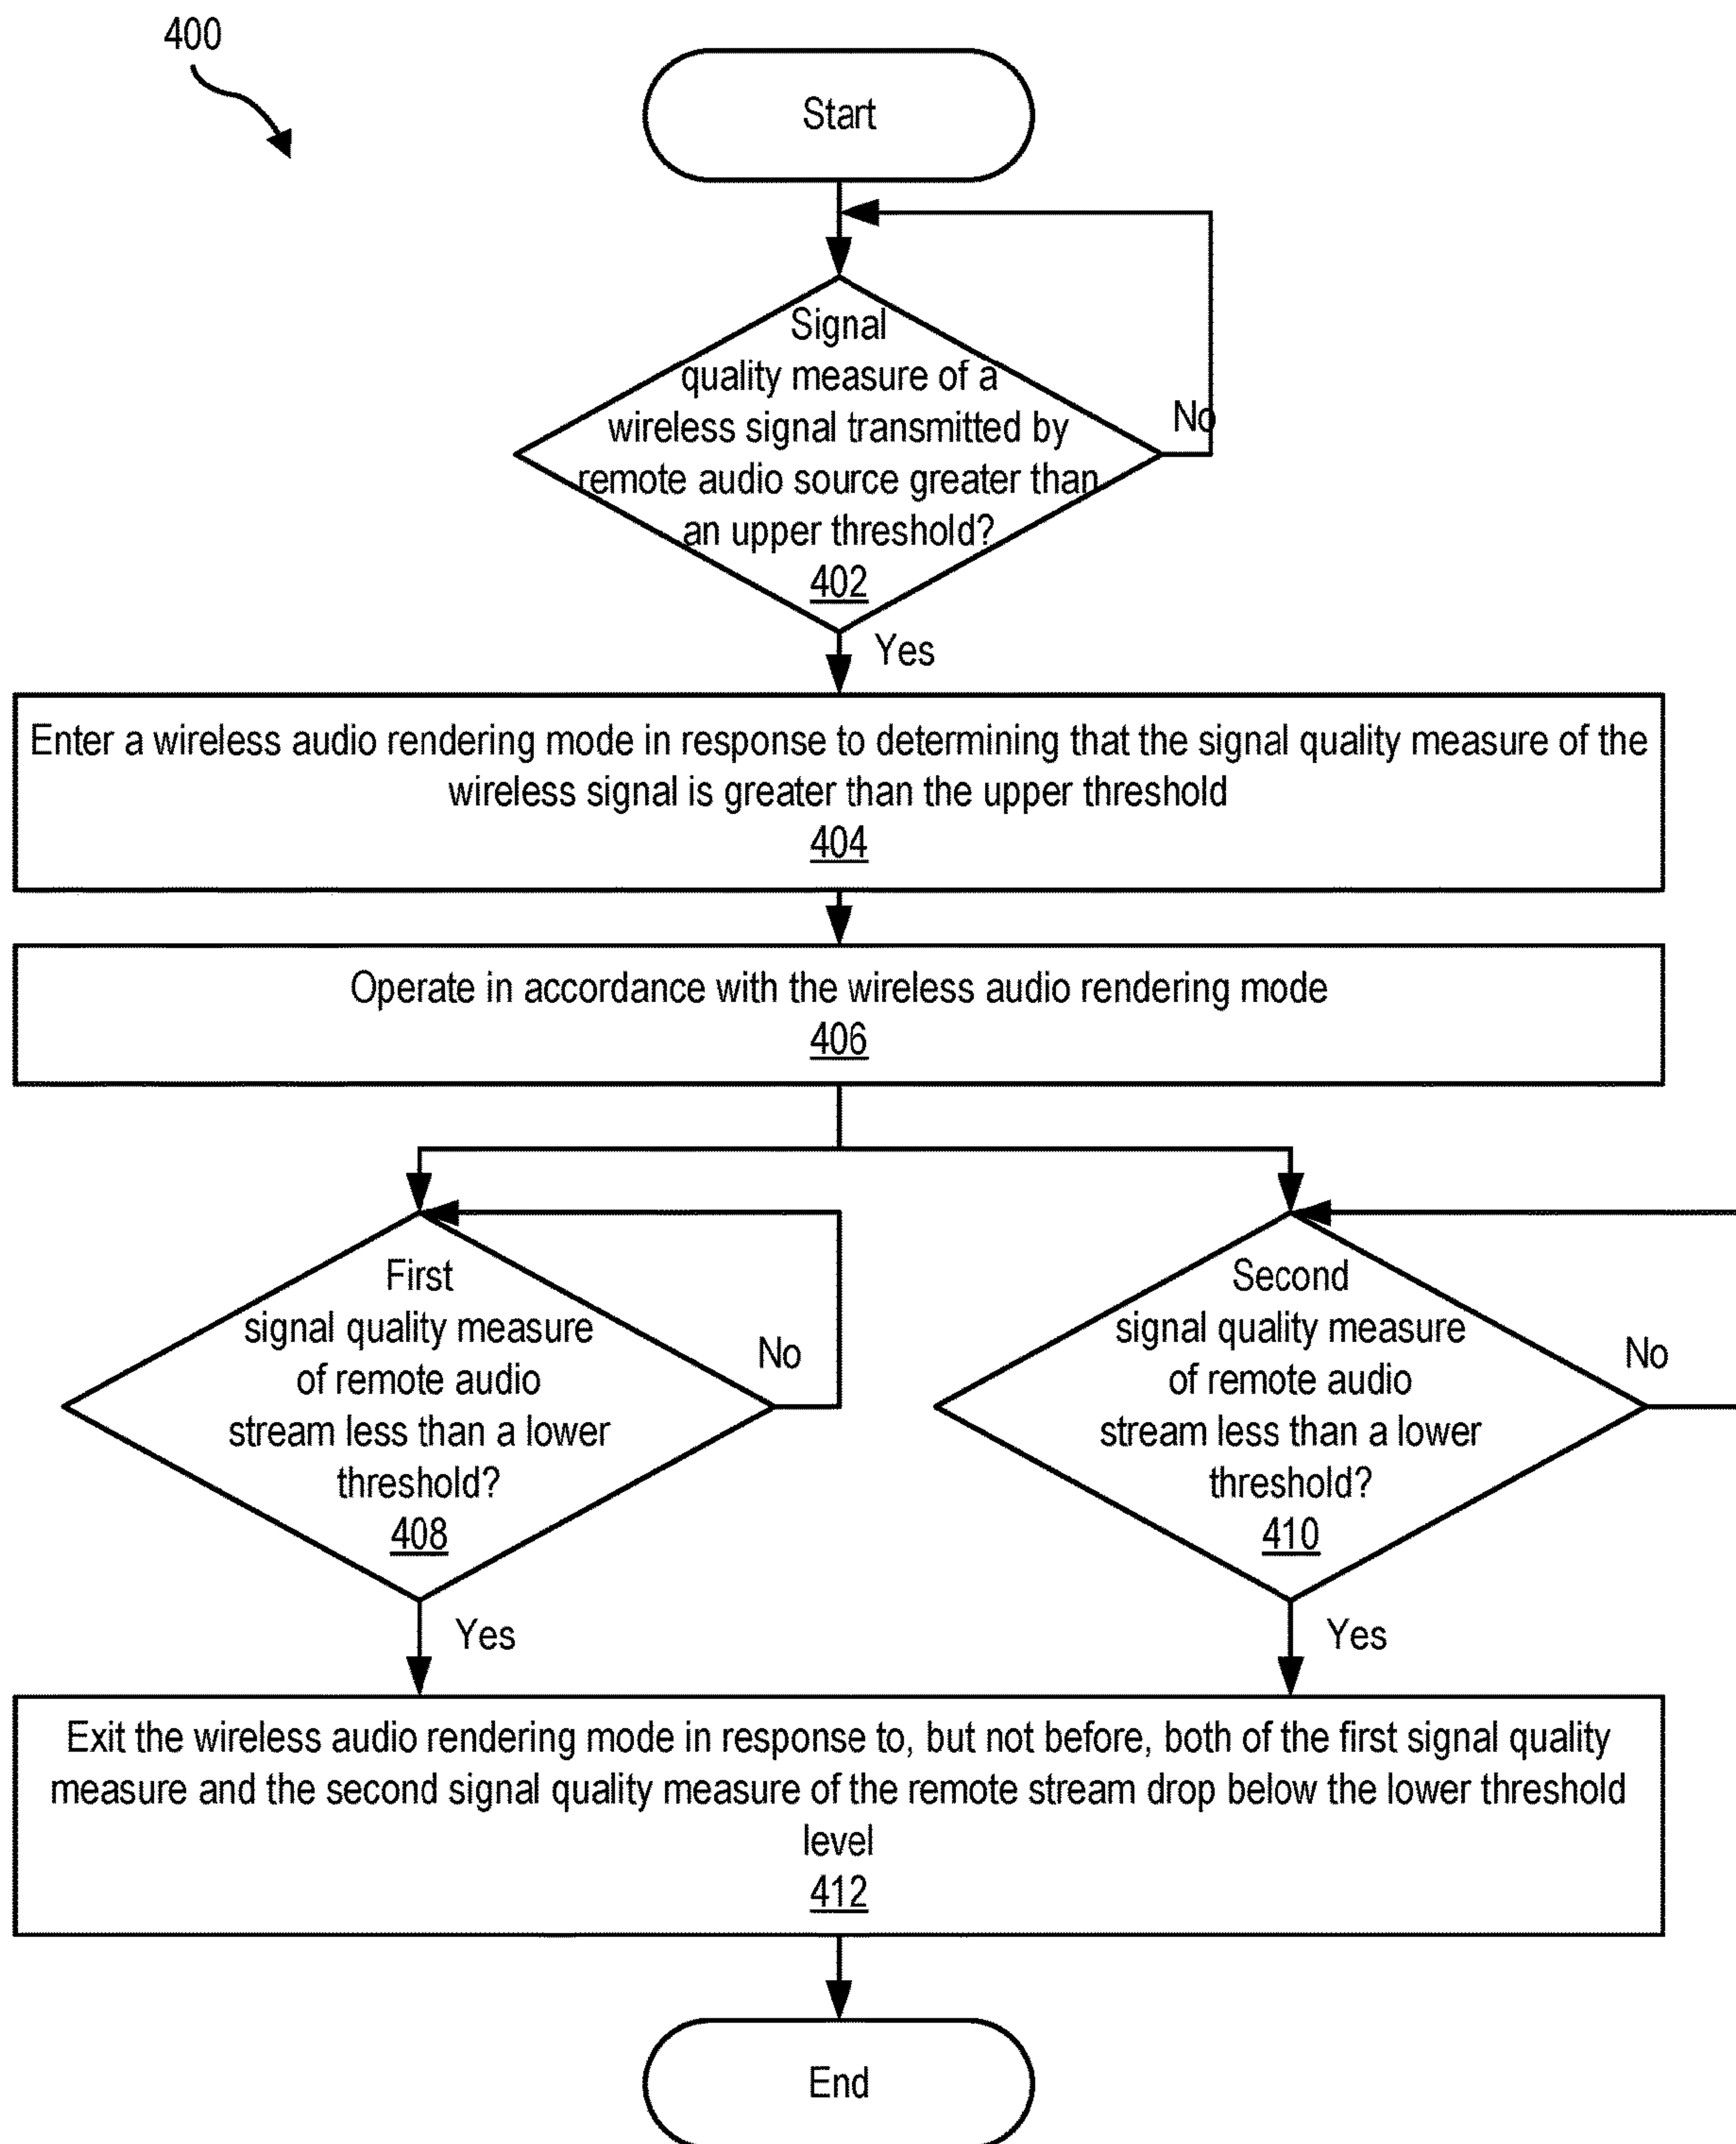 400
Start
Signal
quality measure of a
wireless signal transmitted by
remote audio source greater than
an upper threshold?
402
No
Yes
Enter a wireless audio rendering mode in response to determining that the signal quality measure of the
wireless signal is greater than the upper threshold
404
Operate in accordance with the wireless audio rendering mode
406
First
signal quality measure
of remote audio
stream less than a lower
threshold?
408
No
Yes
Second
signal quality measure
of remote audio
stream less than a lower
threshold?
410
No
Yes
Exit the wireless audio rendering mode in response to, but not before, both of the first signal quality
measure and the second signal quality measure of the remote stream drop below the lower threshold
level
412
End